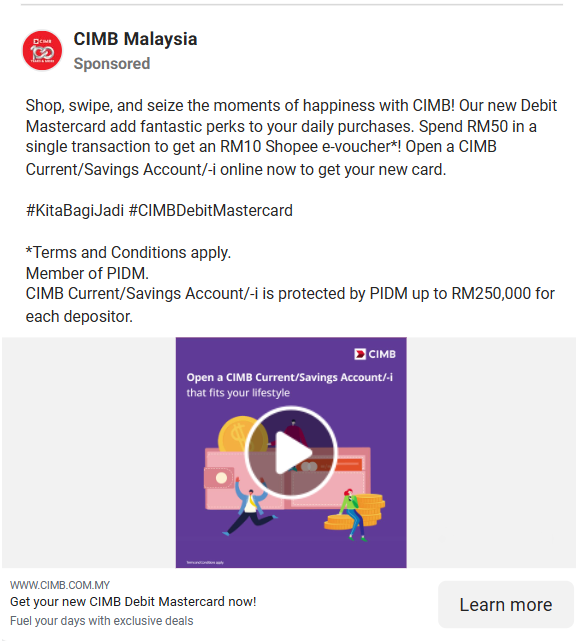 CIMB
100
YEARS & MORE
CIMB Malaysia
Sponsored
Shop, swipe, and seize the moments of happiness with CIMB! Our new Debit
Mastercard add fantastic perks to your daily purchases. Spend RM50 in a
single transaction to get an RM10 Shopee e-voucher*! Open a CIMB
Current/Savings Account/-i online now to get your new card.
#KitaBagiJadi #CIMBDebitMastercard
*Terms and Conditions apply.
Member of PIDM.
CIMB Current/Savings Account/-i is protected by PIDM up to RM250,000 for
each depositor.
CIMB
Open a CIMB Current/Savings Account/-i
that fits your lifestyle
Terms and Conditions apply
WWW.CIMB.COM.MY
Get your new CIMB Debit Mastercard now!
Fuel your days with exclusive deals
Learn more